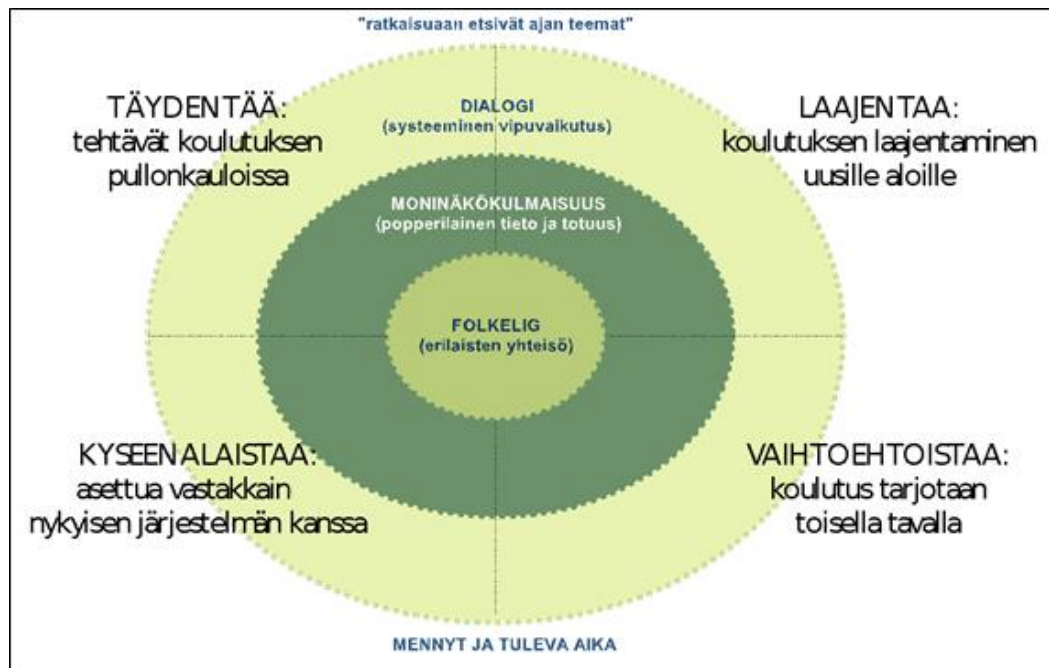 "ratkaisuaan etsivät ajan teemat"
TÄYDENTÄÄ:
tehtävät koulutuksen
pullonkauloissa
DIALOGI
(systeeminen vipuvaikutus)
LAAJENTAA:
koulutuksen laajentaminen
uusille aloille
MONINÄKÖKULMAISUUS
(popperilainen tieto ja totuus)
FOLKELIG
(erilaisten yhteisö)
KYSEENALAISTAA:
asettua vastakkain
nykyisen järjestelmän kanssa
VAIHTOEHTOISTAA:
koulutus tarjotaan
toisella tavalla
MENNYT JA TULEVA AIKA